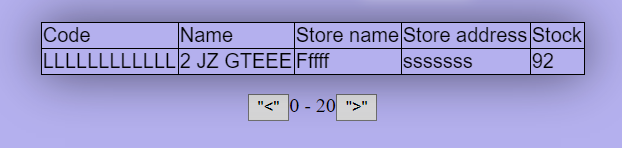 Code Name Store name Store address Stock
LLLLLLLLLLLL 2 JZ GTEEE Fffff sssssss 92
"<" 0 - 20 ">"